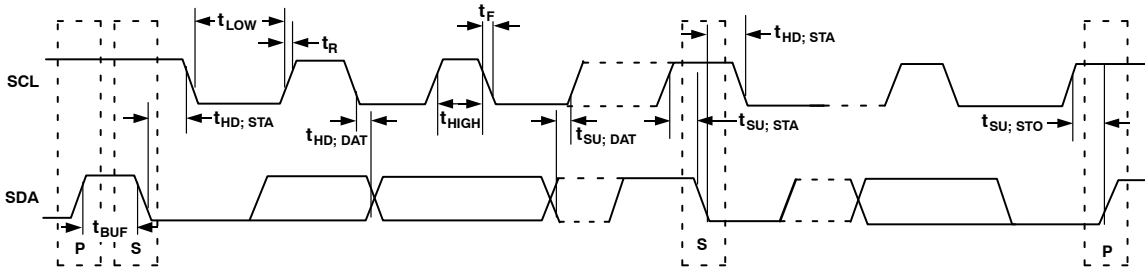 tLOW
tR
tF
tHD; STA
SCL
tHD; STA
tHD; DAT
tHIGH
tSU; DAT
tSU; STA
tSU; STO
SDA
tBUF
P
S
S
P